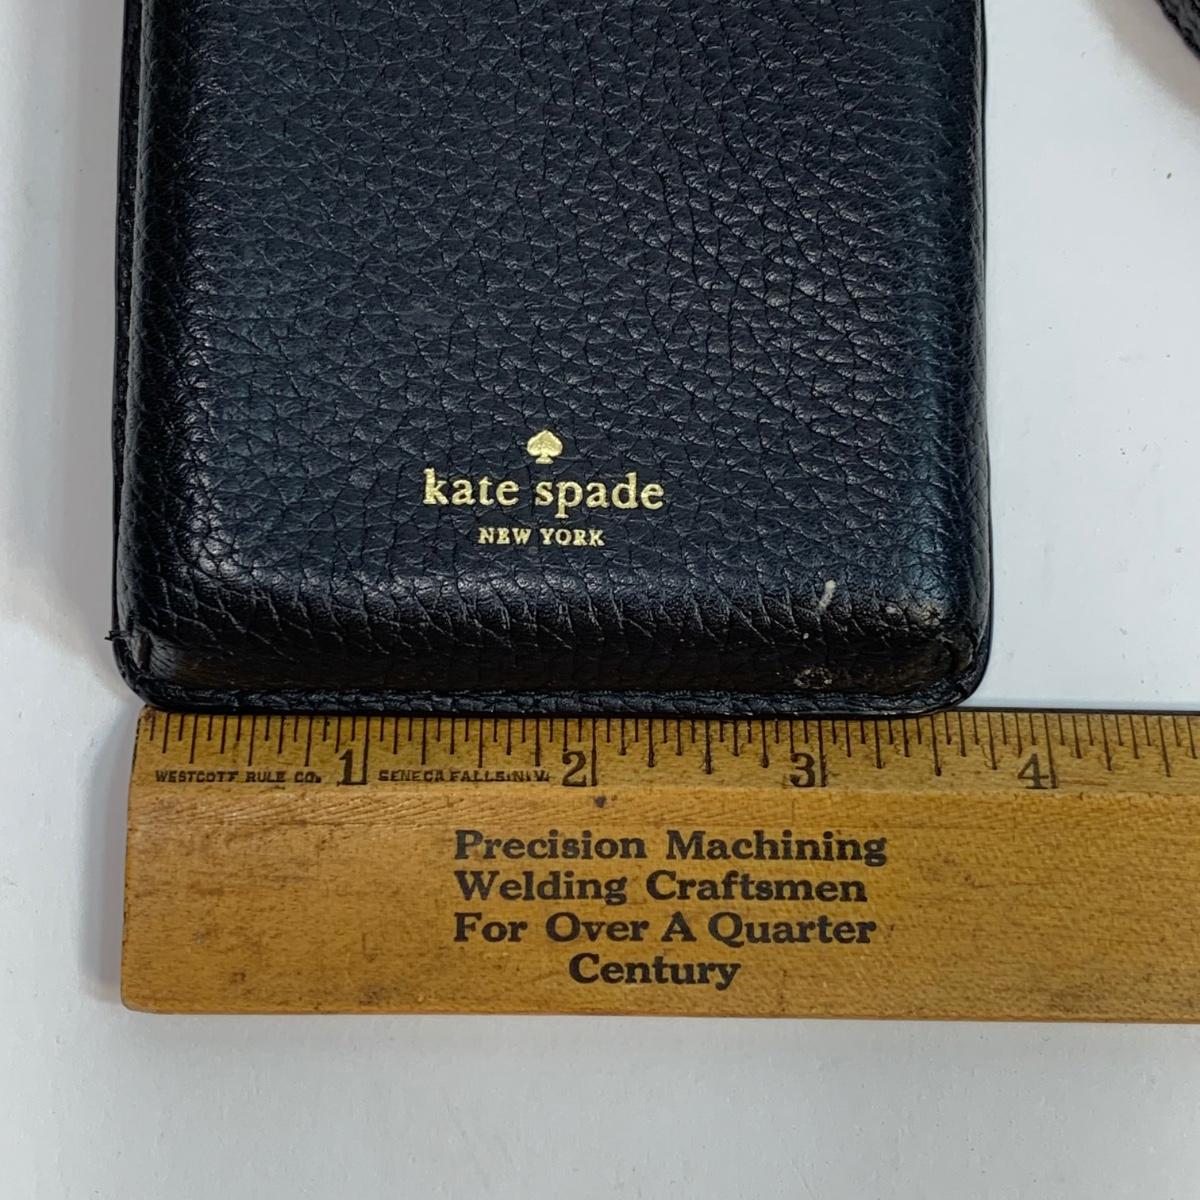 kate spade
NEW YORK
1 2 3 4
WESTCOTT RULE CO. SENECA FALLS. N.Y.
Precision Machining
Welding Craftsmen
For Over A Quarter
Century